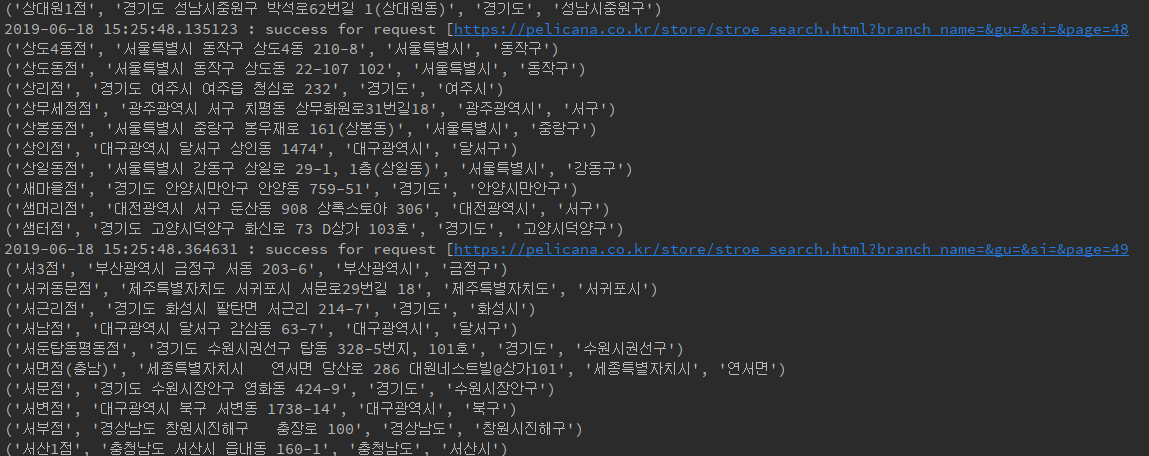 ('상대원1점', '경기도 성남시중원구 박석로62번길 1(상대원동)', '경기도', '성남시중원구')
2019-06-18 15:25:48.135123 : success for request [https://pelicana.co.kr/store/stroe_search.html?branch_name=&gu=&si=&page=48
('상도4동점', '서울특별시 동작구 상도4동 210-8', '서울특별시', '동작구')
('상도동점', '서울특별시 동작구 상도동 22-107 102', '서울특별시', '동작구')
('상리점', '경기도 여주시 여주읍 청심로 232', '경기도', '여주시')
('상무세정점', '광주광역시 서구 치평동 상무화원로31번길18', '광주광역시', '서구')
('상봉동점', '서울특별시 중랑구 봉우재로 161(상봉동)', '서울특별시', '중랑구')
('상인점', '대구광역시 달서구 상인동 1474', '대구광역시', '달서구')
('상일동점', '서울특별시 강동구 상일로 29-1, 1층(상일동)', '서울특별시', '강동구')
('새마을점', '경기도 안양시만안구 안양동 759-51', '경기도', '안양시만안구')
('샘머리점', '대전광역시 서구 둔산동 908 상록스토아 306', '대전광역시', '서구')
('샘터점', '경기도 고양시덕양구 화신로 73 D상가 103호', '경기도', '고양시덕양구')
2019-06-18 15:25:48.364631 : success for request [https://pelicana.co.kr/store/stroe_search.html?branch_name=&gu=&si=&page=49
('서3점', '부산광역시 금정구 서동 203-6', '부산광역시', '금정구')
('서귀동문점', '제주특별자치도 서귀포시 서문로29번길 18', '제주특별자치도', '서귀포시')
('서근리점', '경기도 화성시 팔탄면 서근리 214-7', '경기도', '화성시')
('서남점', '대구광역시 달서구 감삼동 63-7', '대구광역시', '달서구')
('서둔탑동평동점', '경기도 수원시권선구 탑동 328-5번지, 101호', '경기도', '수원시권선구')
('서면점(충남)', '세종특별자치시   연서면 당산로 286 대원네스트빌@상가101', '세종특별자치시', '연서면')
('서문점', '경기도 수원시장안구 영화동 424-9', '경기도', '수원시장안구')
('서변점', '대구광역시 북구 서변동 1738-14', '대구광역시', '북구')
('서부점', '경상남도 창원시진해구   충장로 100', '경상남도', '창원시진해구')
('서산1점', '충청남도 서산시 읍내동 160-1', '충청남도', '서산시')